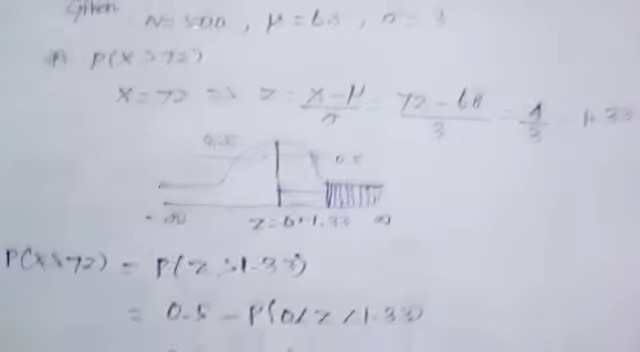 Given
N = 5000, μ = 68, σ = 3
P(X > 72)
X = 72 ⇒ z = x - μ / σ = 72 - 68 / 3 = 4 / 3 = 1.33
0.5 0.5
- ∞ z = 0 1.33 ∞
P(X > 72) = P(z > 1.33)
= 0.5 - P(0 < z < 1.33)